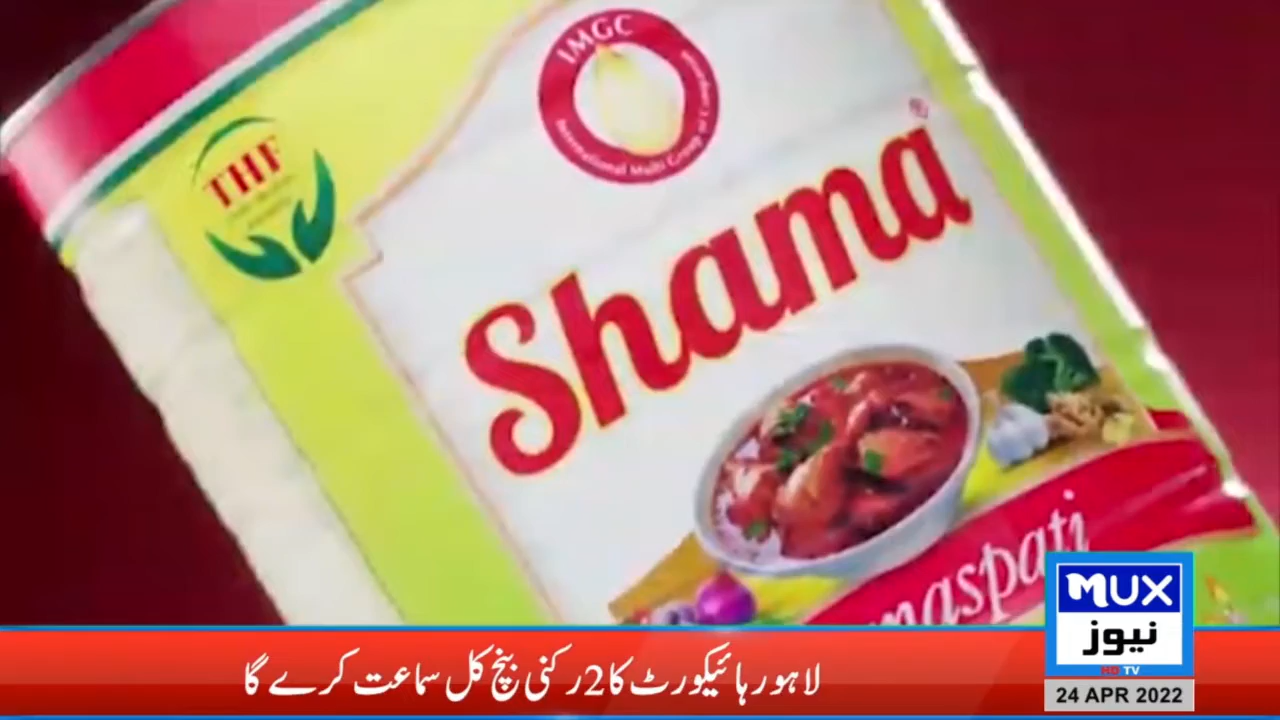 IMGC
International Multi Group of Companies
THF
Shama
®
لاہور ہائیکورٹ کا 2 رکنی بنچ کل سماعت کرے گا
MUX
نیوز
HD TV
24 APR 2022